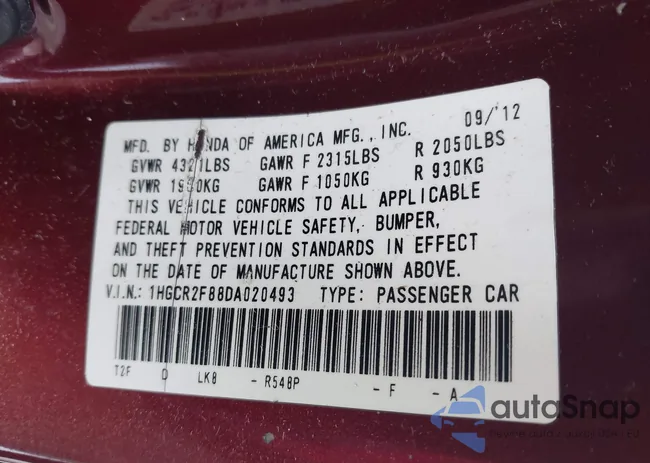 09/'12
MFD. BY HONDA OF AMERICA MFG., INC.
GVWR 4321LBS GAWR F 2315LBS R 2050LBS
GVWR 1960KG GAWR F 1050KG R 930KG
THIS VEHICLE CONFORMS TO ALL APPLICABLE
FEDERAL MOTOR VEHICLE SAFETY, BUMPER,
AND THEFT PREVENTION STANDARDS IN EFFECT
ON THE DATE OF MANUFACTURE SHOWN ABOVE.
V.I.N.: 1HGCR2F88DA020493 TYPE: PASSENGER CAR
T2F D LK8 - R548P - F - A
autoSnap